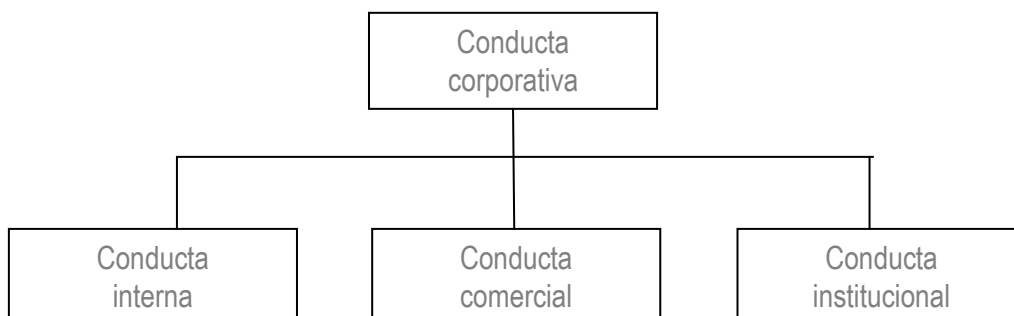 Conducta
corporativa
Conducta
interna
Conducta
comercial
Conducta
institucional